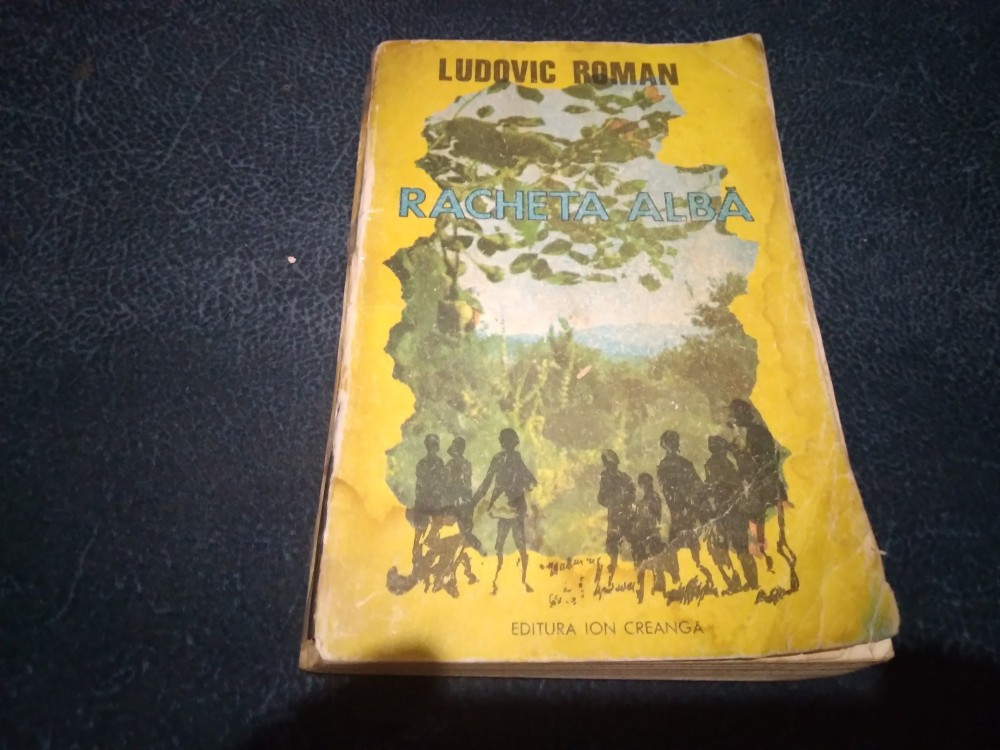 LUDOVIC ROMAN
RACHETA ALBĂ
EDITURA ION CREANGĂ